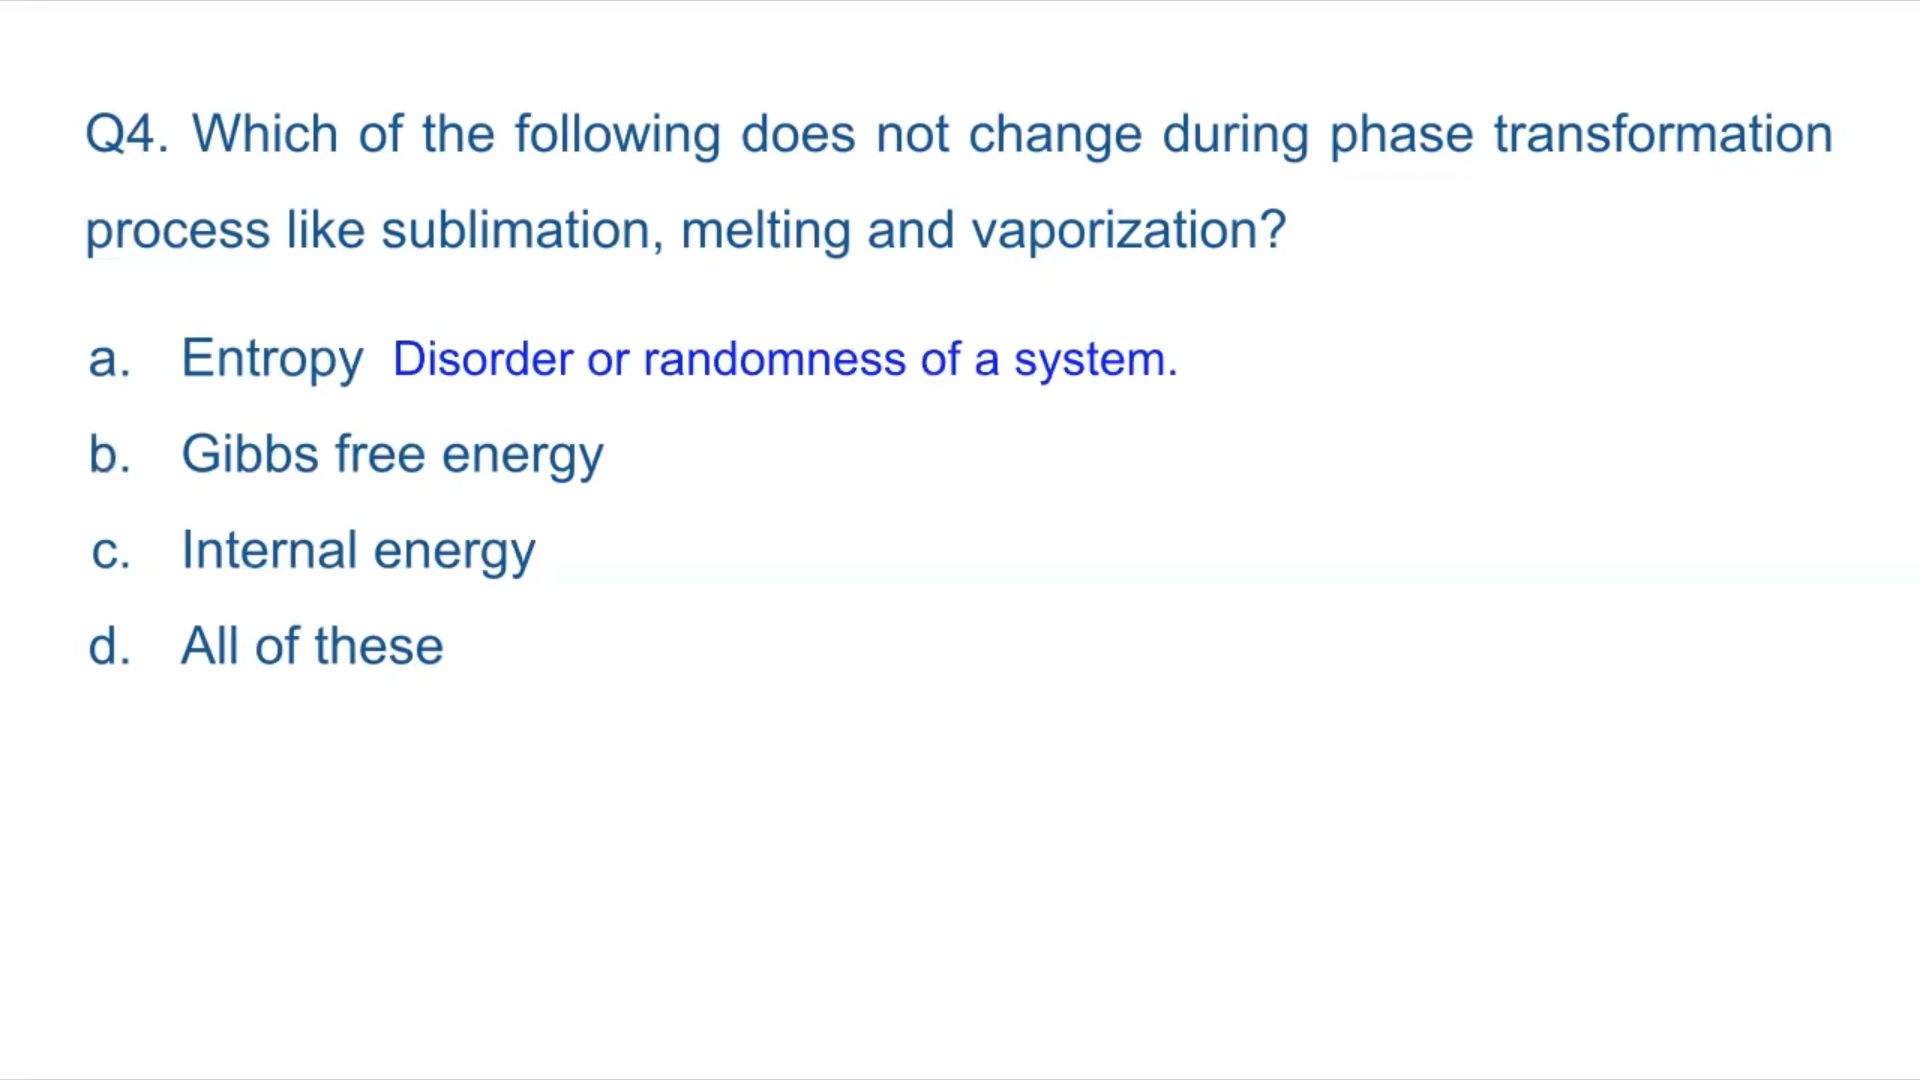 Q4. Which of the following does not change during phase transformation
process like sublimation, melting and vaporization?
a. Entropy Disorder or randomness of a system.
b. Gibbs free energy
c. Internal energy
d. All of these